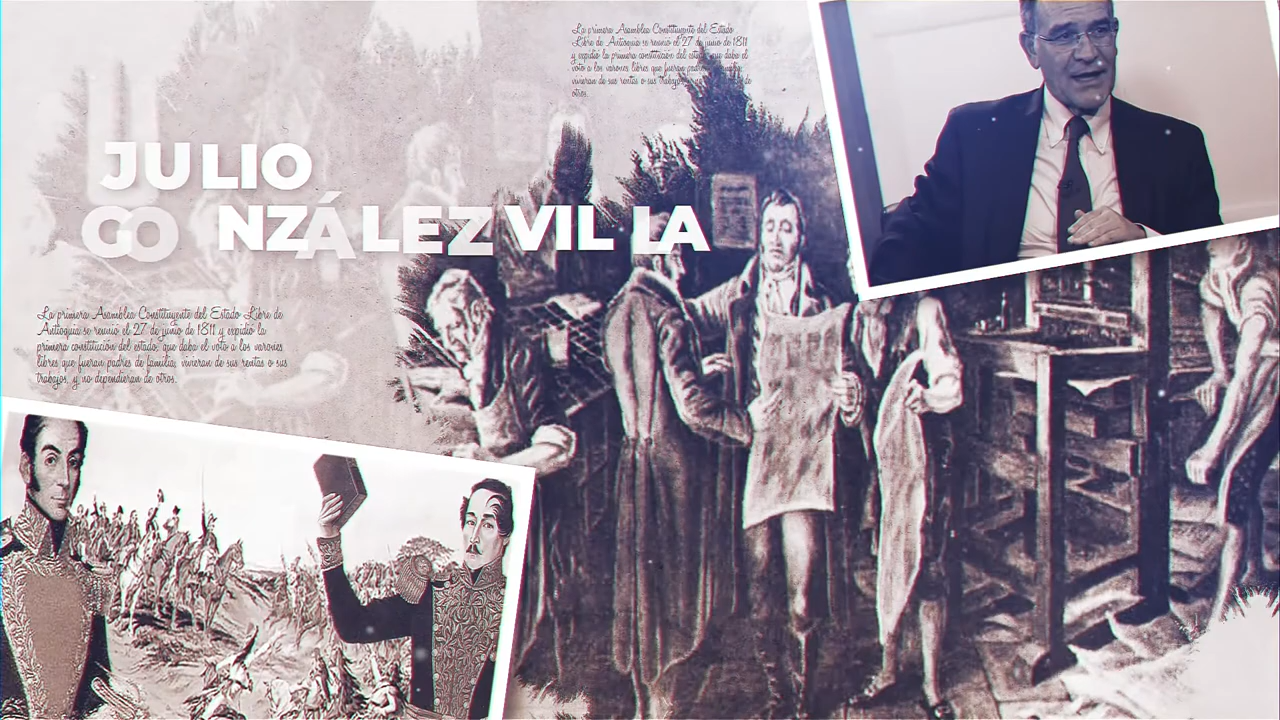 La primera Asamblea Constituyente del Estado
Libre de Antioquia se reunió el 27 de junio de 1811
y expidió la primera constitución del estado, que daba el
voto a los varones libres que fueran padres de familia,
vivieran de sus rentas o sus trabajos, y no de
otros.
JULIO
GONZÁLEZ VILLA
La primera Asamblea Constituyente del Estado Libre de
Antioquia se reunió el 27 de junio de 1811 y expidió la
primera constitución del estado, que daba el voto a los varones
libres que fueran padres de familia, vivieran de sus rentas o sus
trabajos, y no dependieran de otros.